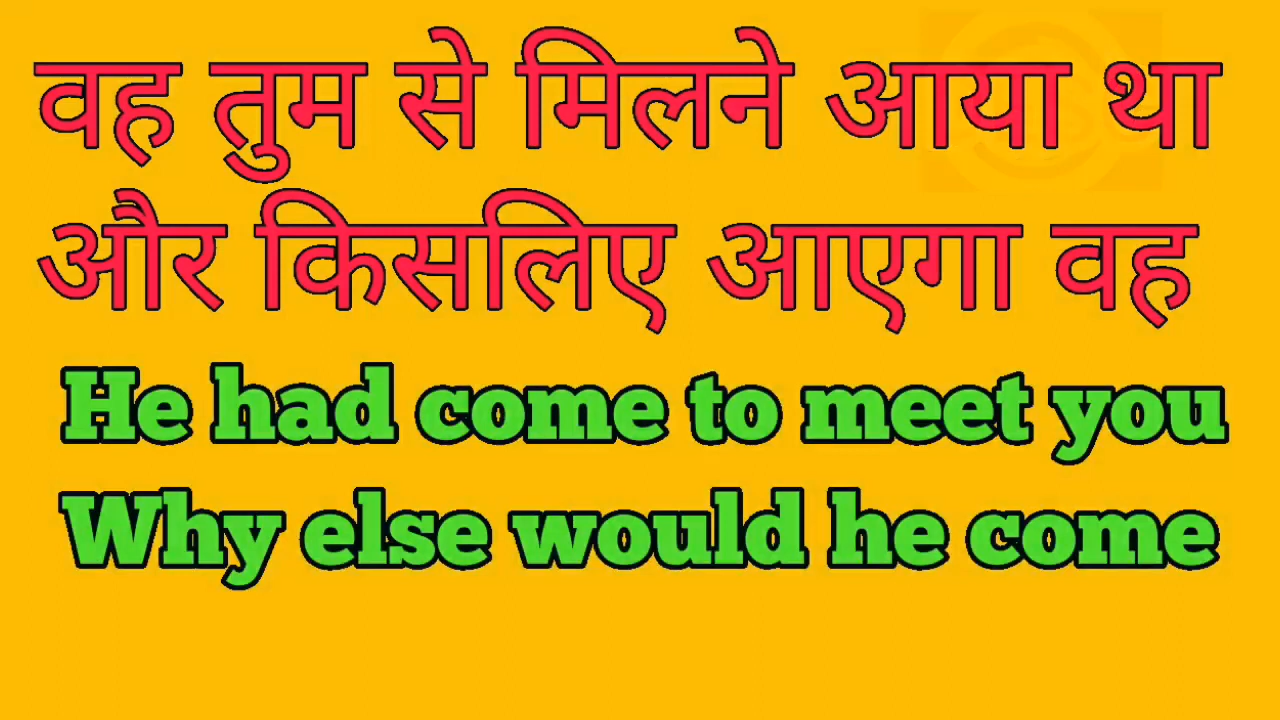 वह तुम से मिलने आया था
और किसलिए आएगा वह
He had come to meet you
Why else would he come